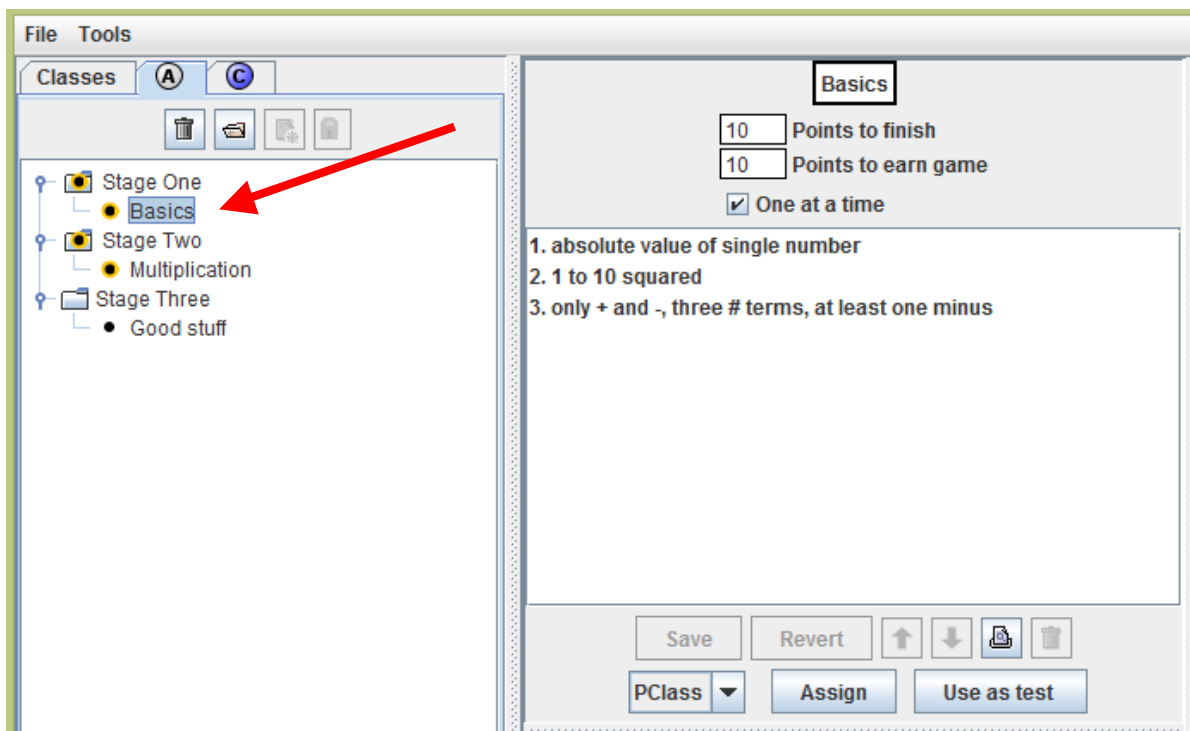 File Tools
Classes A C
Stage One
Basics
Stage Two
Multiplication
Stage Three
Good stuff
Basics
10 Points to finish
10 Points to earn game
One at a time
1. absolute value of single number
2. 1 to 10 squared
3. only + and -, three # terms, at least one minus
Save Revert
PClass Assign Use as test